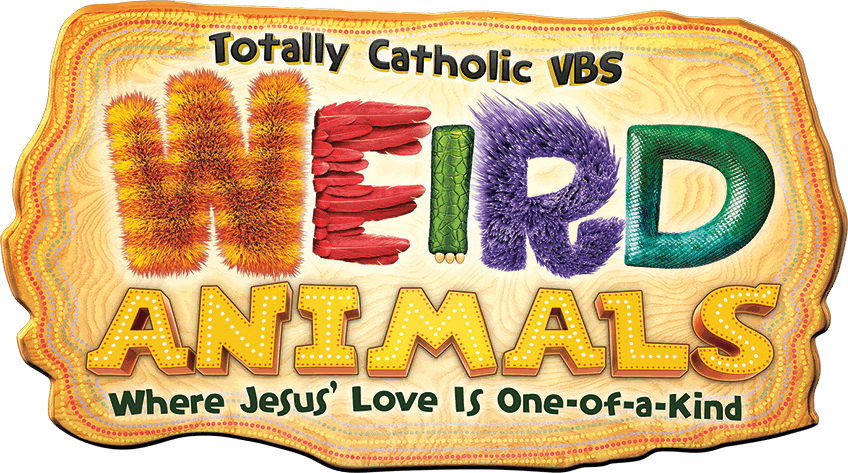 Totally Catholic VBS
WEIRD
ANIMALS
Where Jesus' Love Is One-of-a-Kind